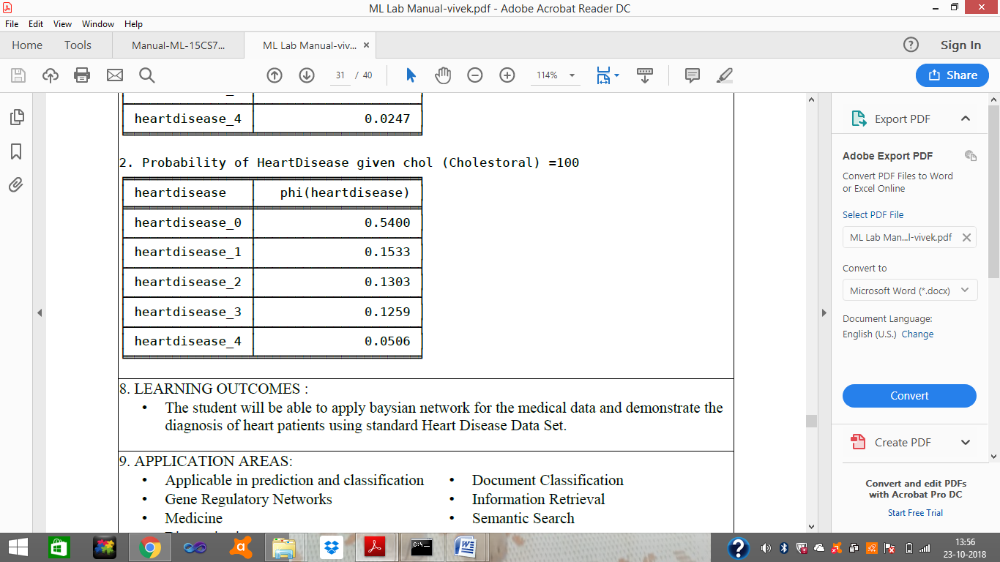 ML Lab Manual-vivek.pdf - Adobe Acrobat Reader DC
File Edit View Window Help
Home Tools Manual-ML-15CS7... ML Lab Manual-viv... ×
? Sign In
31 / 40 114% Share
heartdisease_4 0.0247
2. Probability of HeartDisease given chol (Cholestoral) =100
heartdisease phi(heartdisease)
heartdisease_0 0.5400
heartdisease_1 0.1533
heartdisease_2 0.1303
heartdisease_3 0.1259
heartdisease_4 0.0506
8. LEARNING OUTCOMES :
• The student will be able to apply baysian network for the medical data and demonstrate the
diagnosis of heart patients using standard Heart Disease Data Set.
9. APPLICATION AREAS:
• Applicable in prediction and classification
• Gene Regulatory Networks
• Medicine
• Document Classification
• Information Retrieval
• Semantic Search
Export PDF
Adobe Export PDF
Convert PDF Files to Word
or Excel Online
Select PDF File
ML Lab Man...l-vivek.pdf
Convert to
Microsoft Word (*.docx)
Document Language:
English (U.S.) Change
Convert
Create PDF
Convert and edit PDFs
with Acrobat Pro DC
Start Free Trial
13:56
23-10-2018